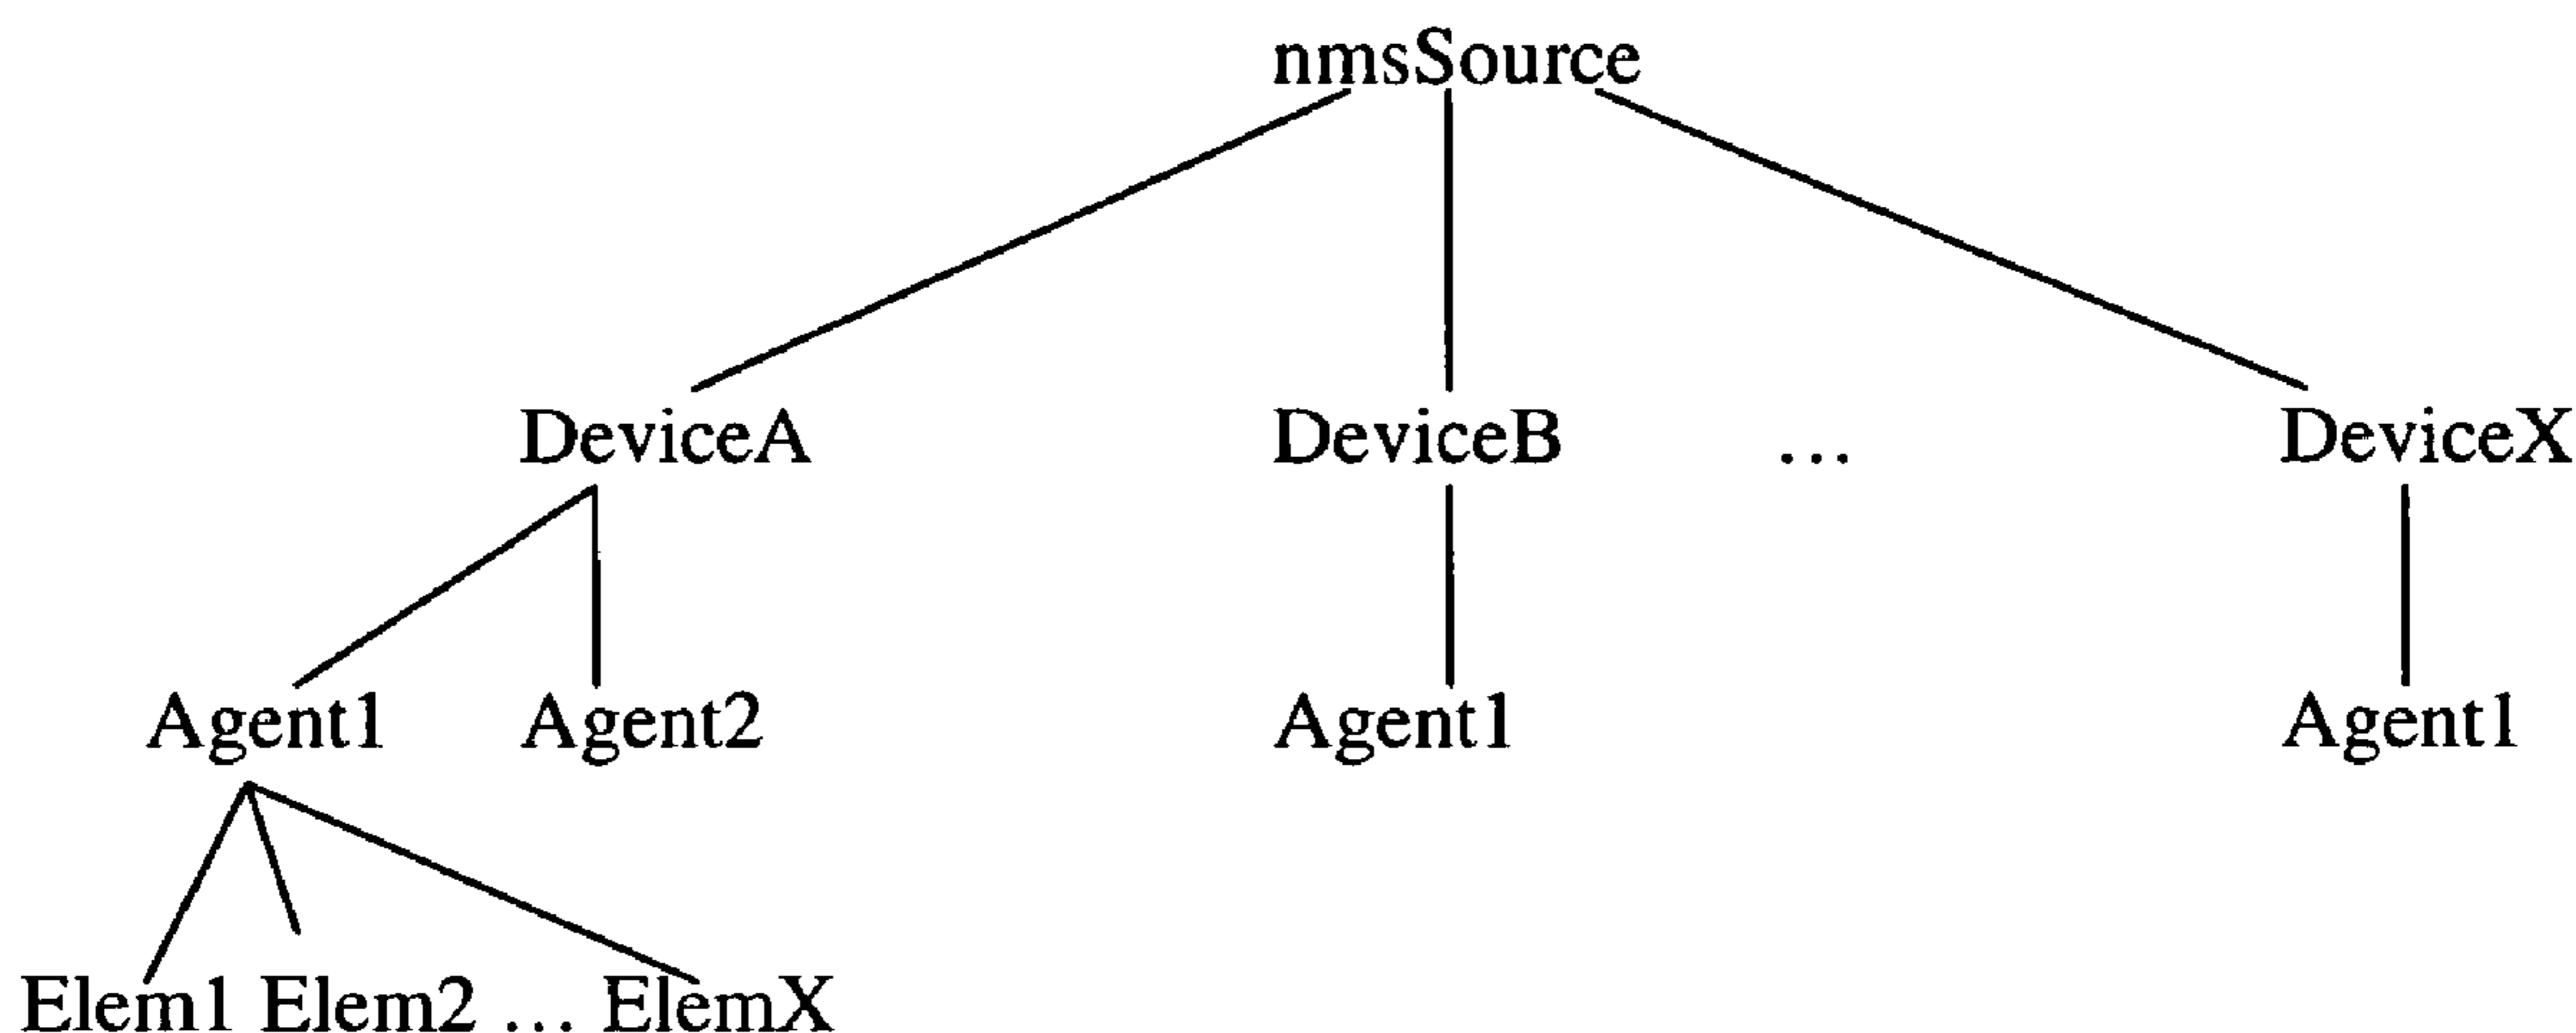 nmsSource
DeviceA DeviceB ... DeviceX
Agent1 Agent2 Agent1 Agent1
Elem1 Elem2 ... ElemX